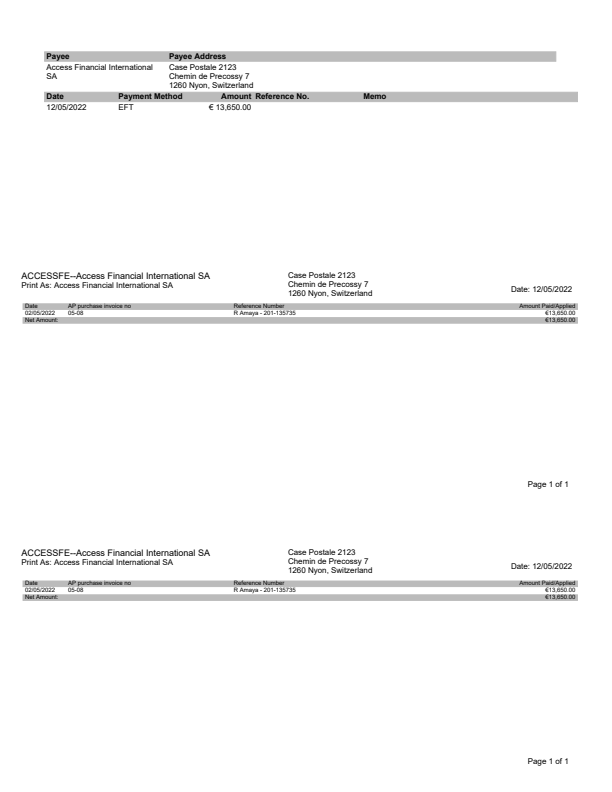 Payee Payee Address
Access Financial International Case Postale 2123
SA Chemin de Precossy 7
1260 Nyon, Switzerland
Date Payment Method Amount Reference No. Memo
12/05/2022 EFT € 13,650.00
ACCESSFE--Access Financial International SA Case Postale 2123
Print As: Access Financial International SA Chemin de Precossy 7
1260 Nyon, Switzerland Date: 12/05/2022
Date AP purchase invoice no Reference Number Amount Paid/Applied
02/05/2022 05-08 R Amaya - 201-135735 €13,650.00
Net Amount: €13,650.00
Page 1 of 1
ACCESSFE--Access Financial International SA Case Postale 2123
Print As: Access Financial International SA Chemin de Precossy 7
1260 Nyon, Switzerland Date: 12/05/2022
Date AP purchase invoice no Reference Number Amount Paid/Applied
02/05/2022 05-08 R Amaya - 201-135735 €13,650.00
Net Amount: €13,650.00
Page 1 of 1